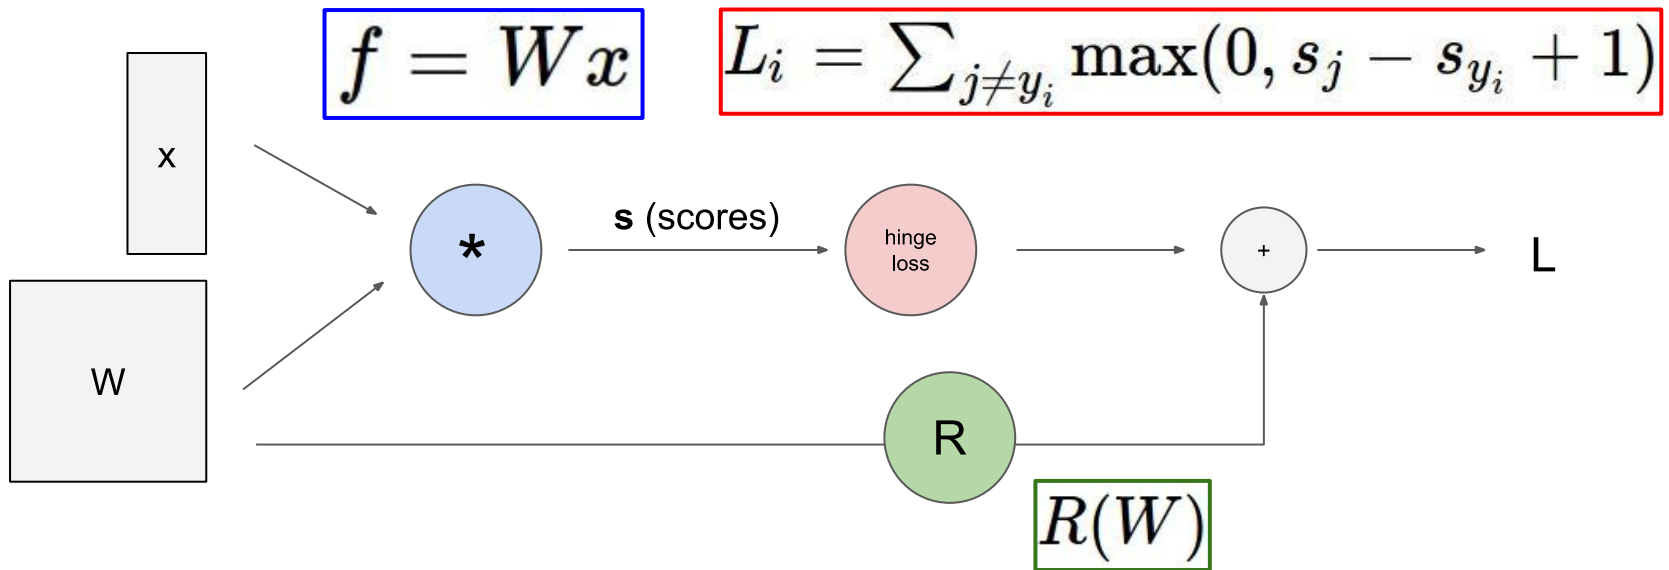 f = Wx
L_i = ∑_{j≠y_i} max(0, s_j − s_{y_i} + 1)
x
W
*
s (scores)
hinge
loss
+
L
R
R(W)